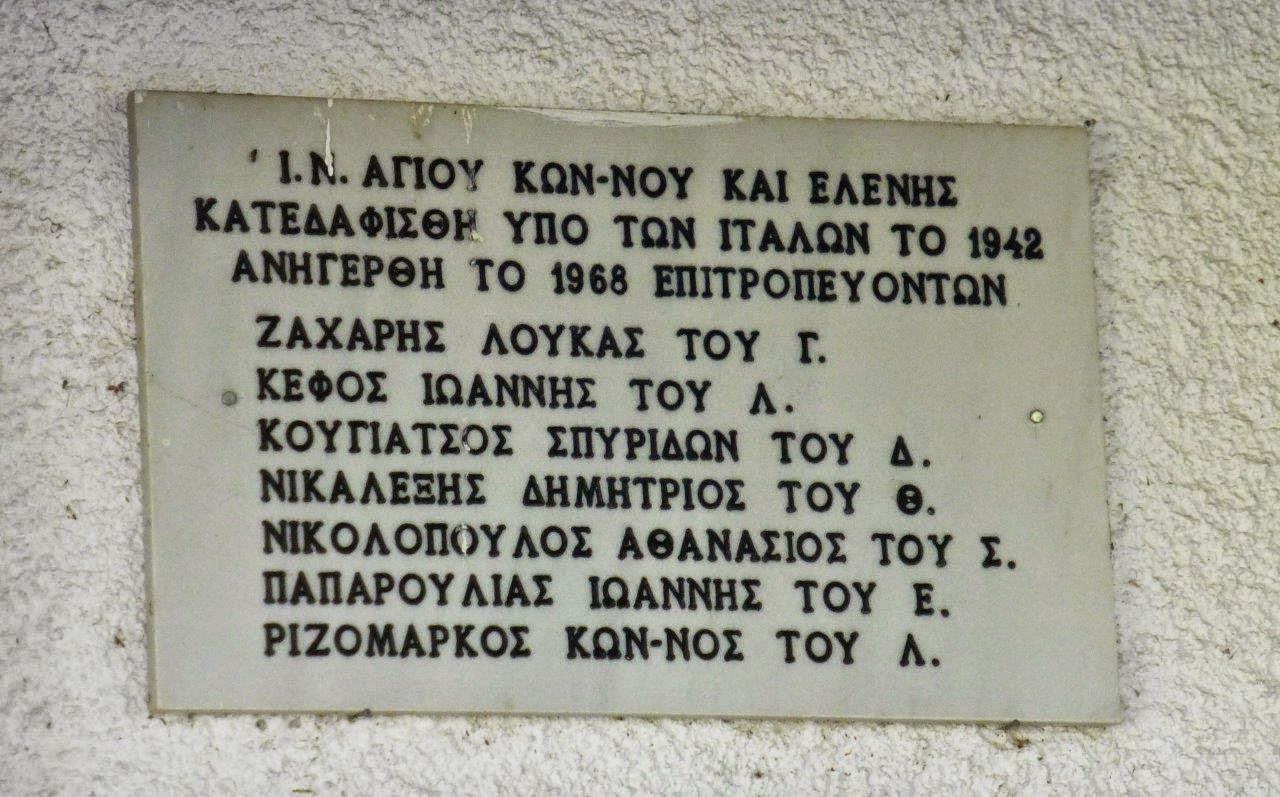 Ι.Ν. ΑΓΙΟΥ ΚΩΝ-ΝΟΥ ΚΑΙ ΕΛΕΝΗΣ
ΚΑΤΕΔΑΦΙΣΘΗ ΥΠΟ ΤΩΝ ΙΤΑΛΩΝ ΤΟ 1942
ΑΝΗΓΕΡΘΗ ΤΟ 1968 ΕΠΙΤΡΟΠΕΥΟΝΤΩΝ
ΖΑΧΑΡΗΣ ΛΟΥΚΑΣ ΤΟΥ Γ.
ΚΕΦΟΣ ΙΩΑΝΝΗΣ ΤΟΥ Λ.
ΚΟΥΓΙΑΤΣΟΣ ΣΠΥΡΙΔΩΝ ΤΟΥ Δ.
ΝΙΚΑΛΕΞΗΣ ΔΗΜΗΤΡΙΟΣ ΤΟΥ Θ.
ΝΙΚΟΛΟΠΟΥΛΟΣ ΑΘΑΝΑΣΙΟΣ ΤΟΥ Σ.
ΠΑΠΑΡΟΥΛΙΑΣ ΙΩΑΝΝΗΣ ΤΟΥ Ε.
ΡΙΖΟΜΑΡΚΟΣ ΚΩΝ-ΝΟΣ ΤΟΥ Λ.